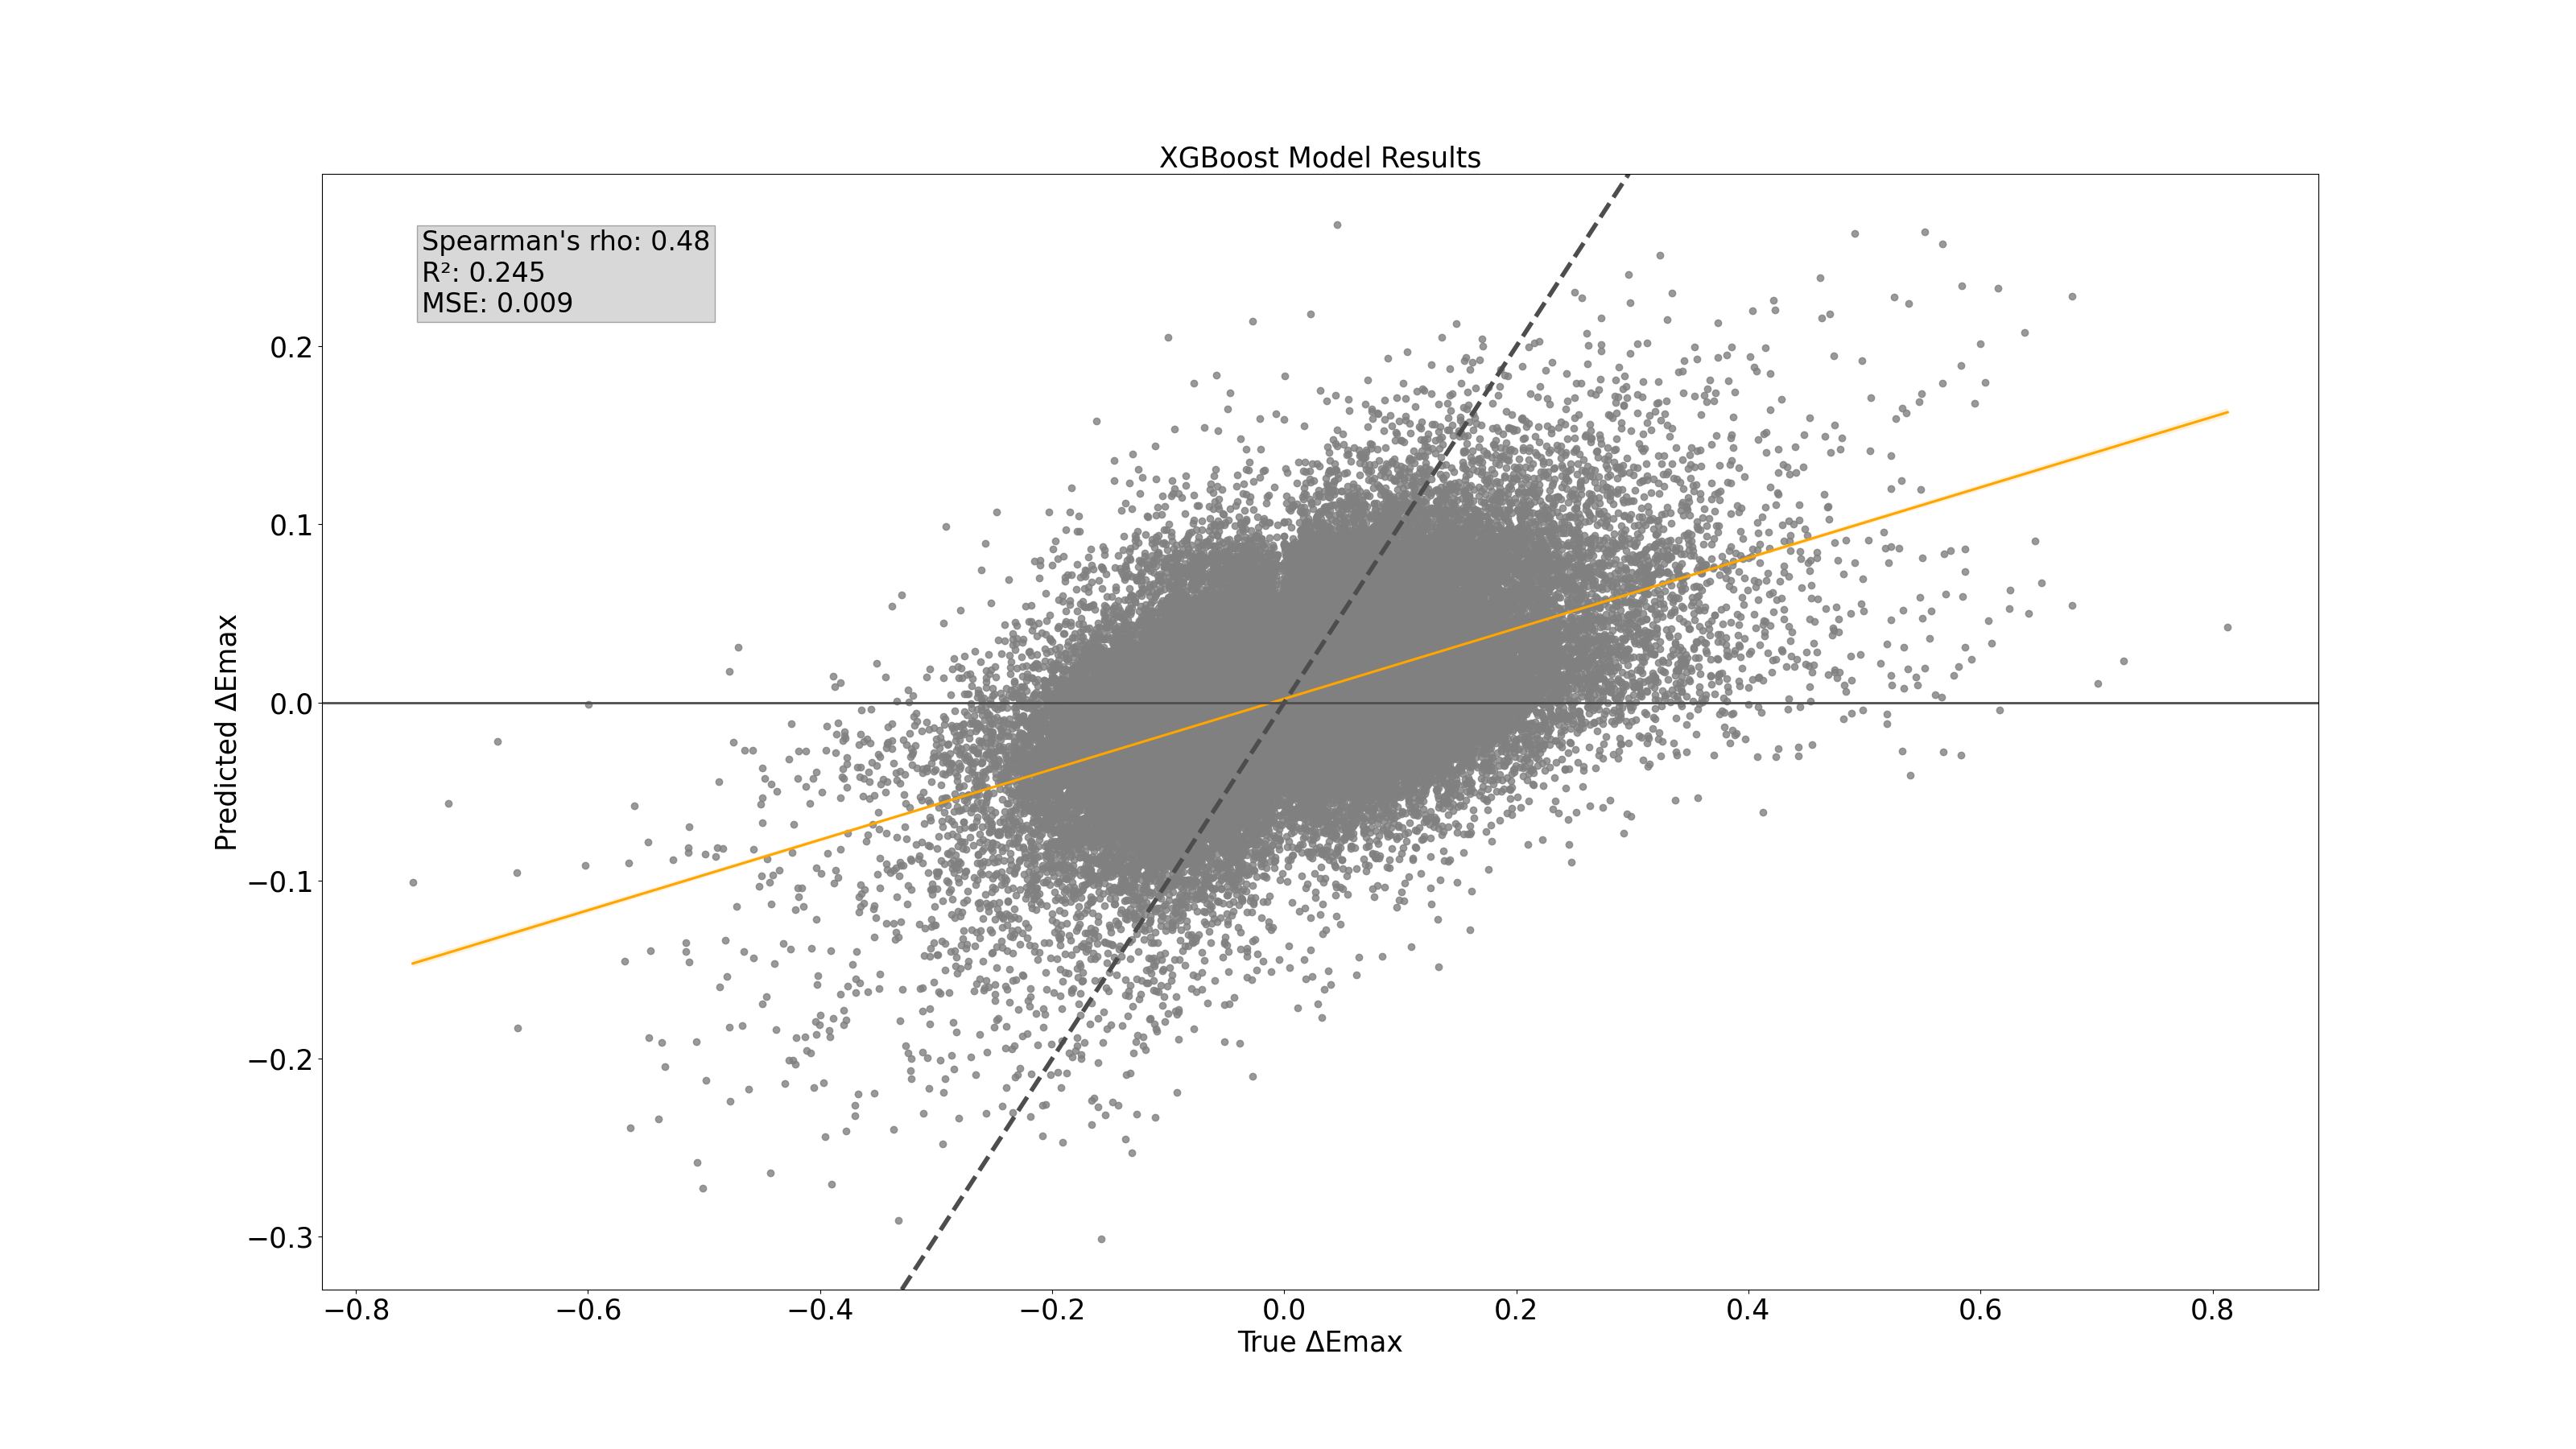 XGBoost Model Results
Spearman's rho: 0.48
R²: 0.245
MSE: 0.009
Predicted ΔEmax
0.2
0.1
0.0
−0.1
−0.2
−0.3
−0.8 −0.6 −0.4 −0.2 0.0 0.2 0.4 0.6 0.8
True ΔEmax